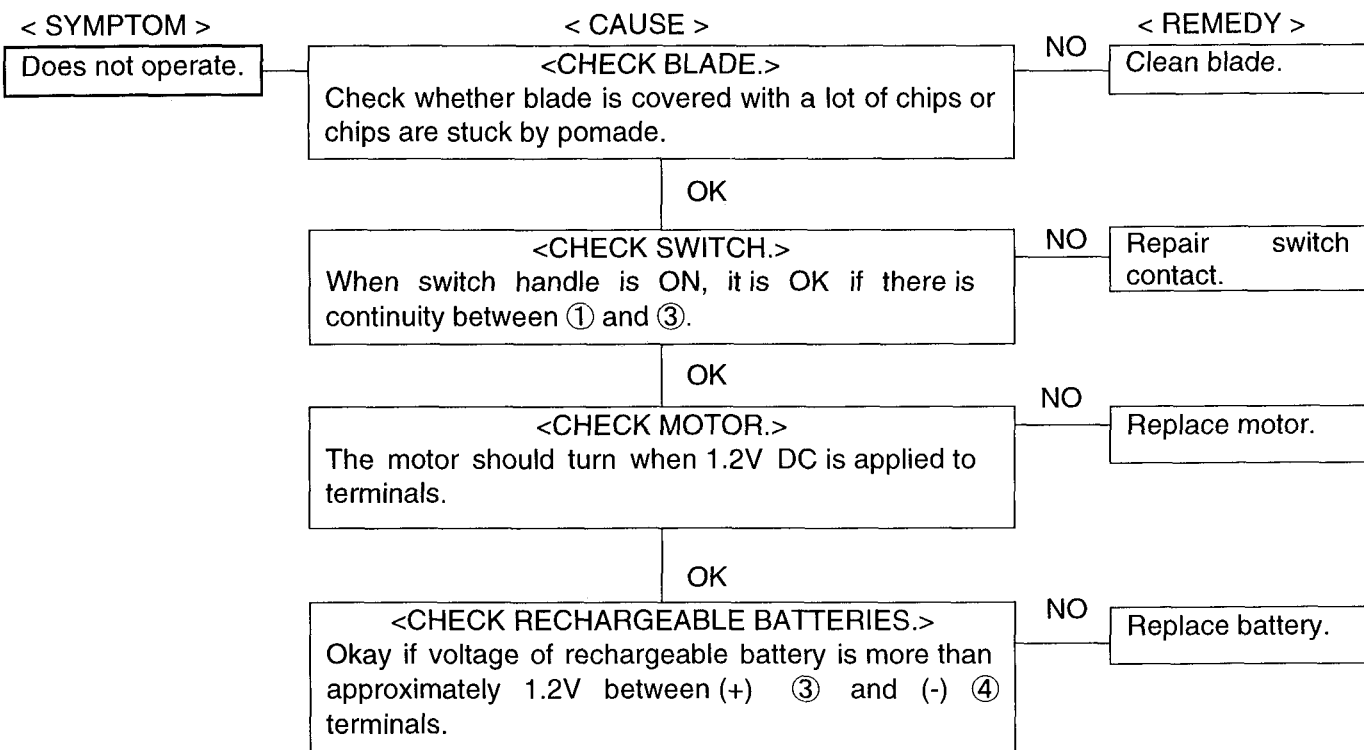 < SYMPTOM >
< CAUSE >
< REMEDY >
Does not operate.
<CHECK BLADE.>
Check whether blade is covered with a lot of chips or
chips are stuck by pomade.
NO
Clean blade.
OK
<CHECK SWITCH.>
When switch handle is ON, it is OK if there is
continuity between ① and ③.
NO
Repair switch
contact.
OK
<CHECK MOTOR.>
The motor should turn when 1.2V DC is applied to
terminals.
NO
Replace motor.
OK
<CHECK RECHARGEABLE BATTERIES.>
Okay if voltage of rechargeable battery is more than
approximately 1.2V between (+) ③ and (-) ④
terminals.
NO
Replace battery.